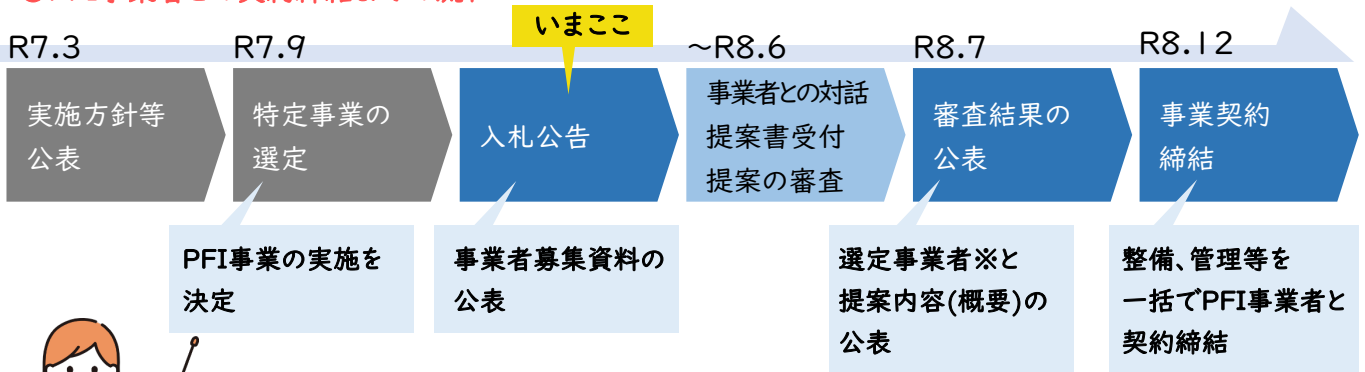 いまここ
R7.3
R7.9
~R8.6
R8.7
R8.12
実施方針等
公表
特定事業の
選定
入札公告
事業者との対話
提案書受付
提案の審査
審査結果の
公表
事業契約
締結
PFI事業の実施を
決定
事業者募集資料の
公表
選定事業者※と
提案内容(概要)の
公表
整備、管理等を
一括でPFI事業者と
契約締結